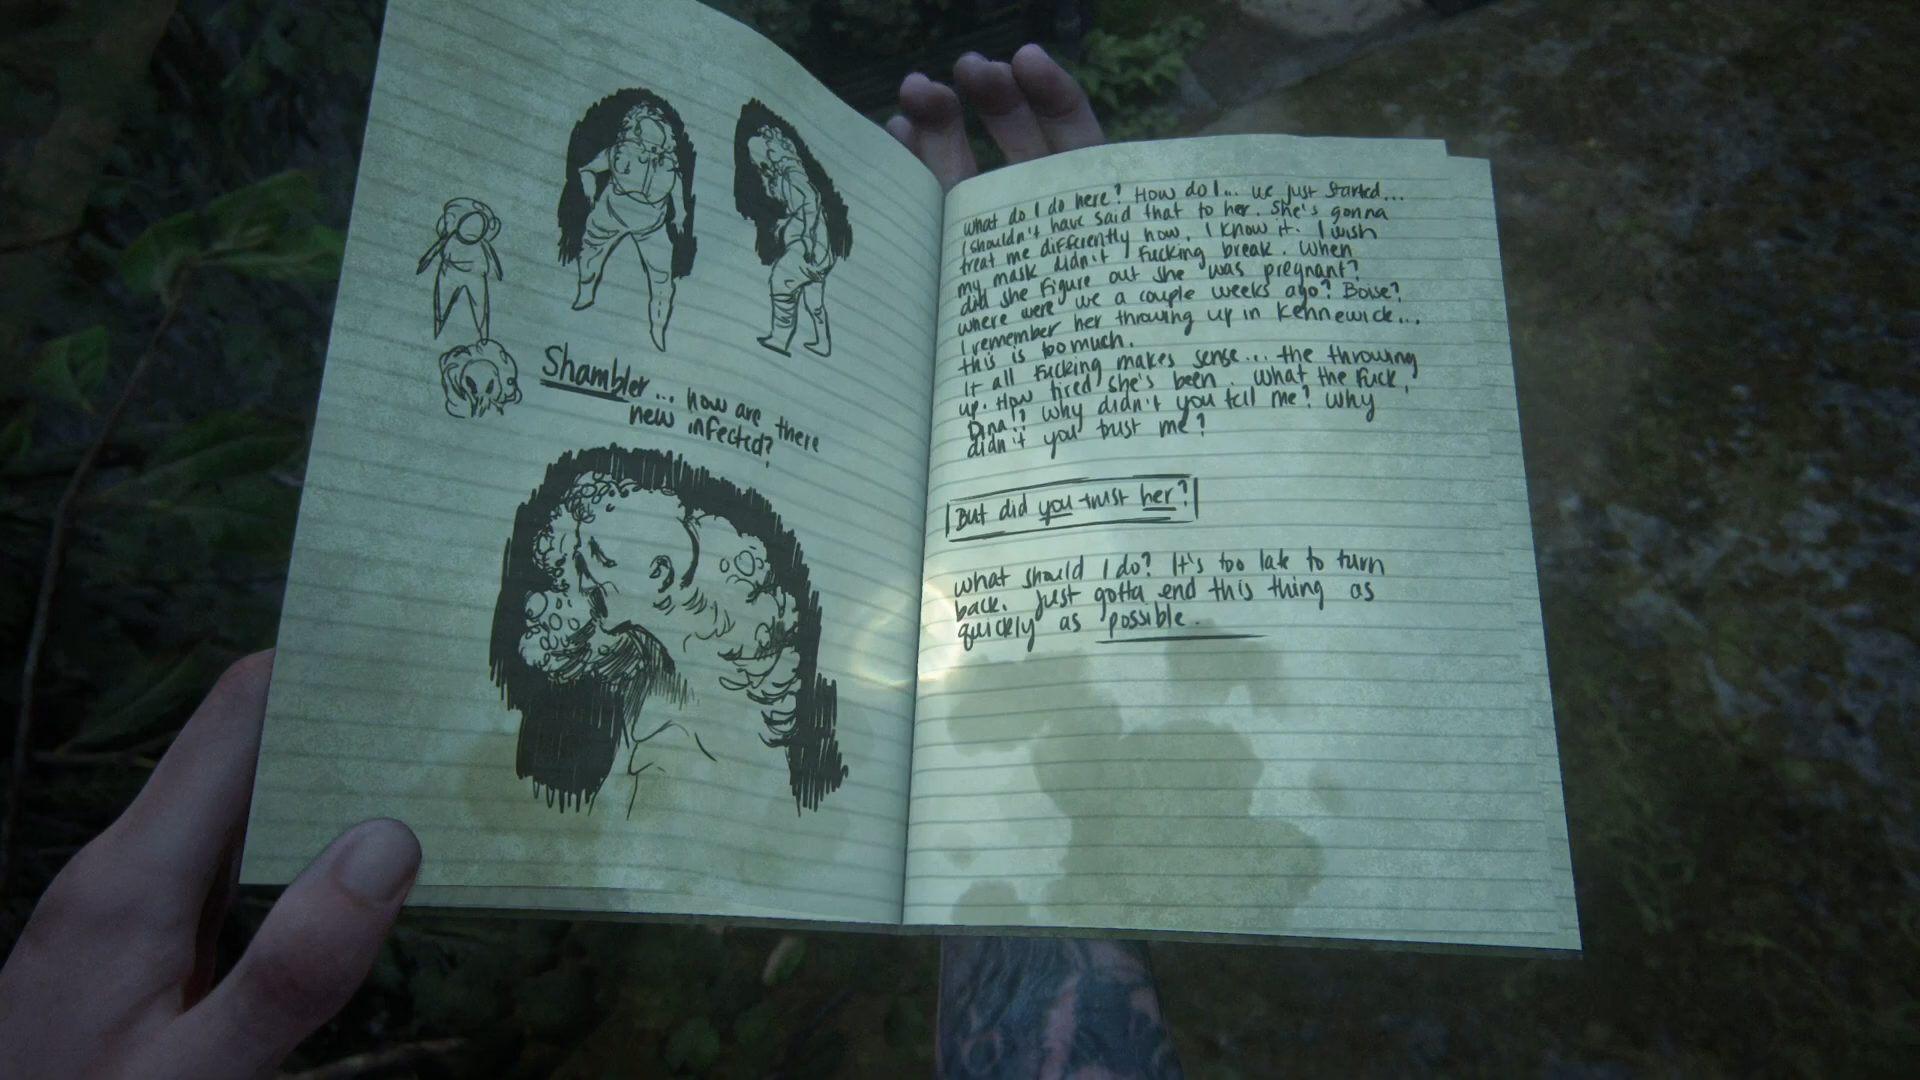 Shambler... how are there
new infected?
What do I do here? How do I... we just started...
I shouldn't have said that to her. She's gonna
treat me differently now. I know it. I wish
my mask didn't fucking break. When
did she figure out she was pregnant?
Where were we a couple weeks ago? Boise?
I remember her throwing up in Kennewick...
this is too much.
It all fucking makes sense... the throwing
up. How tired she's been. What the fuck,
Dina!? Why didn't you tell me? Why
didn't you trust me?
But did you trust her?
What should I do? It's too late to turn
back. Just gotta end this thing as
quickly as possible.